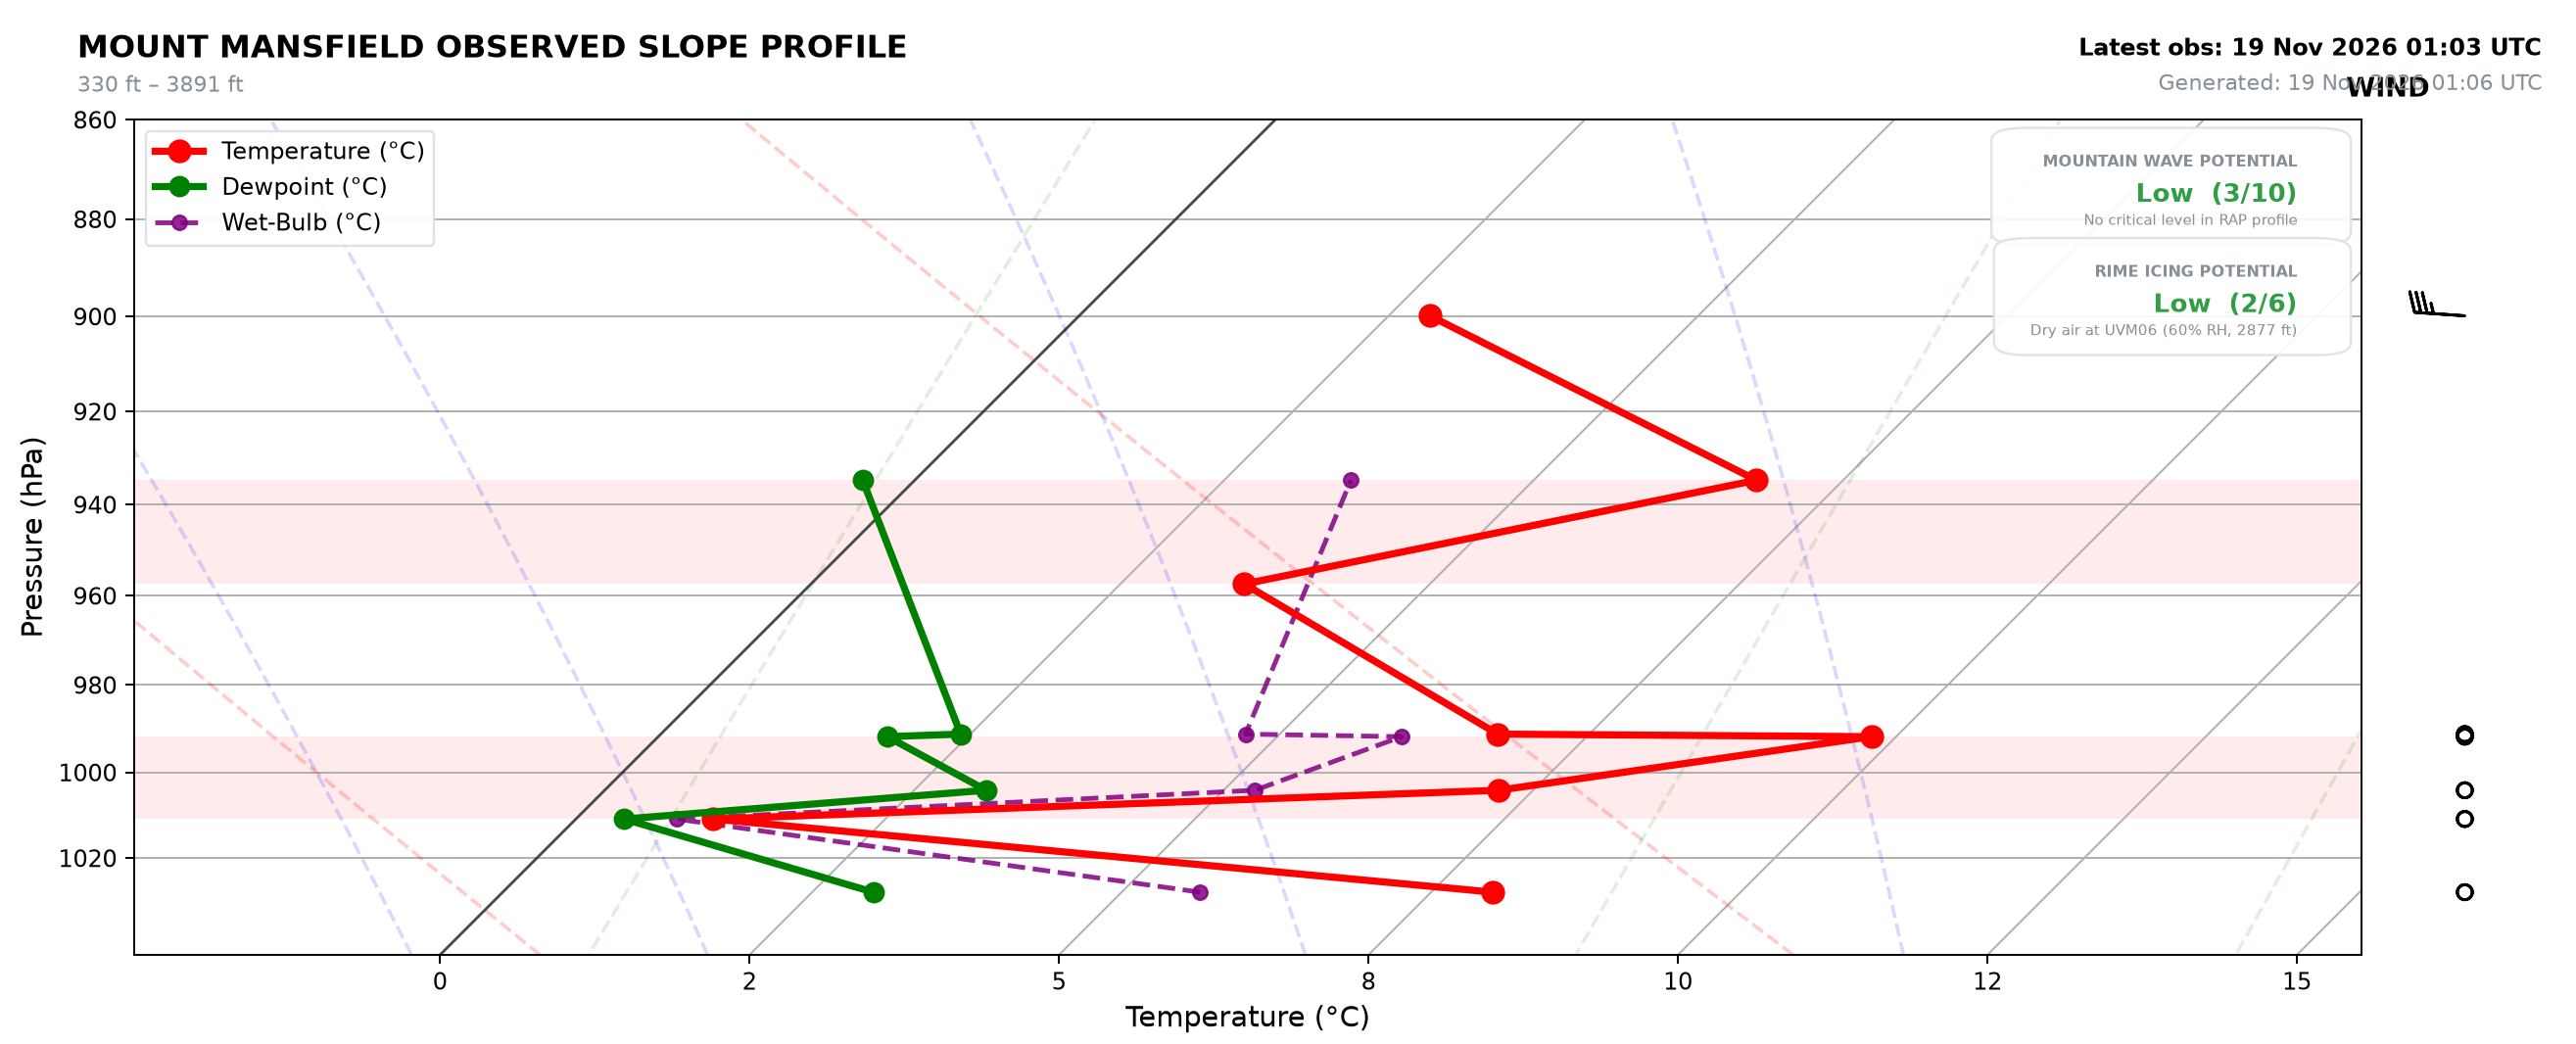 MOUNT MANSFIELD OBSERVED SLOPE PROFILE
Latest obs: 19 Nov 2026 01:03 UTC
330 ft – 3891 ft
Generated: 19 Nov 2026 01:06 UTC
WIND
Temperature (°C)
Dewpoint (°C)
Wet-Bulb (°C)
MOUNTAIN WAVE POTENTIAL
Low (3/10)
No critical level in RAP profile
RIME ICING POTENTIAL
Low (2/6)
Dry air at UVM06 (60% RH, 2877 ft)
Pressure (hPa)
860
880
900
920
940
960
980
1000
1020
0 2 5 8 10 12 15
Temperature (°C)